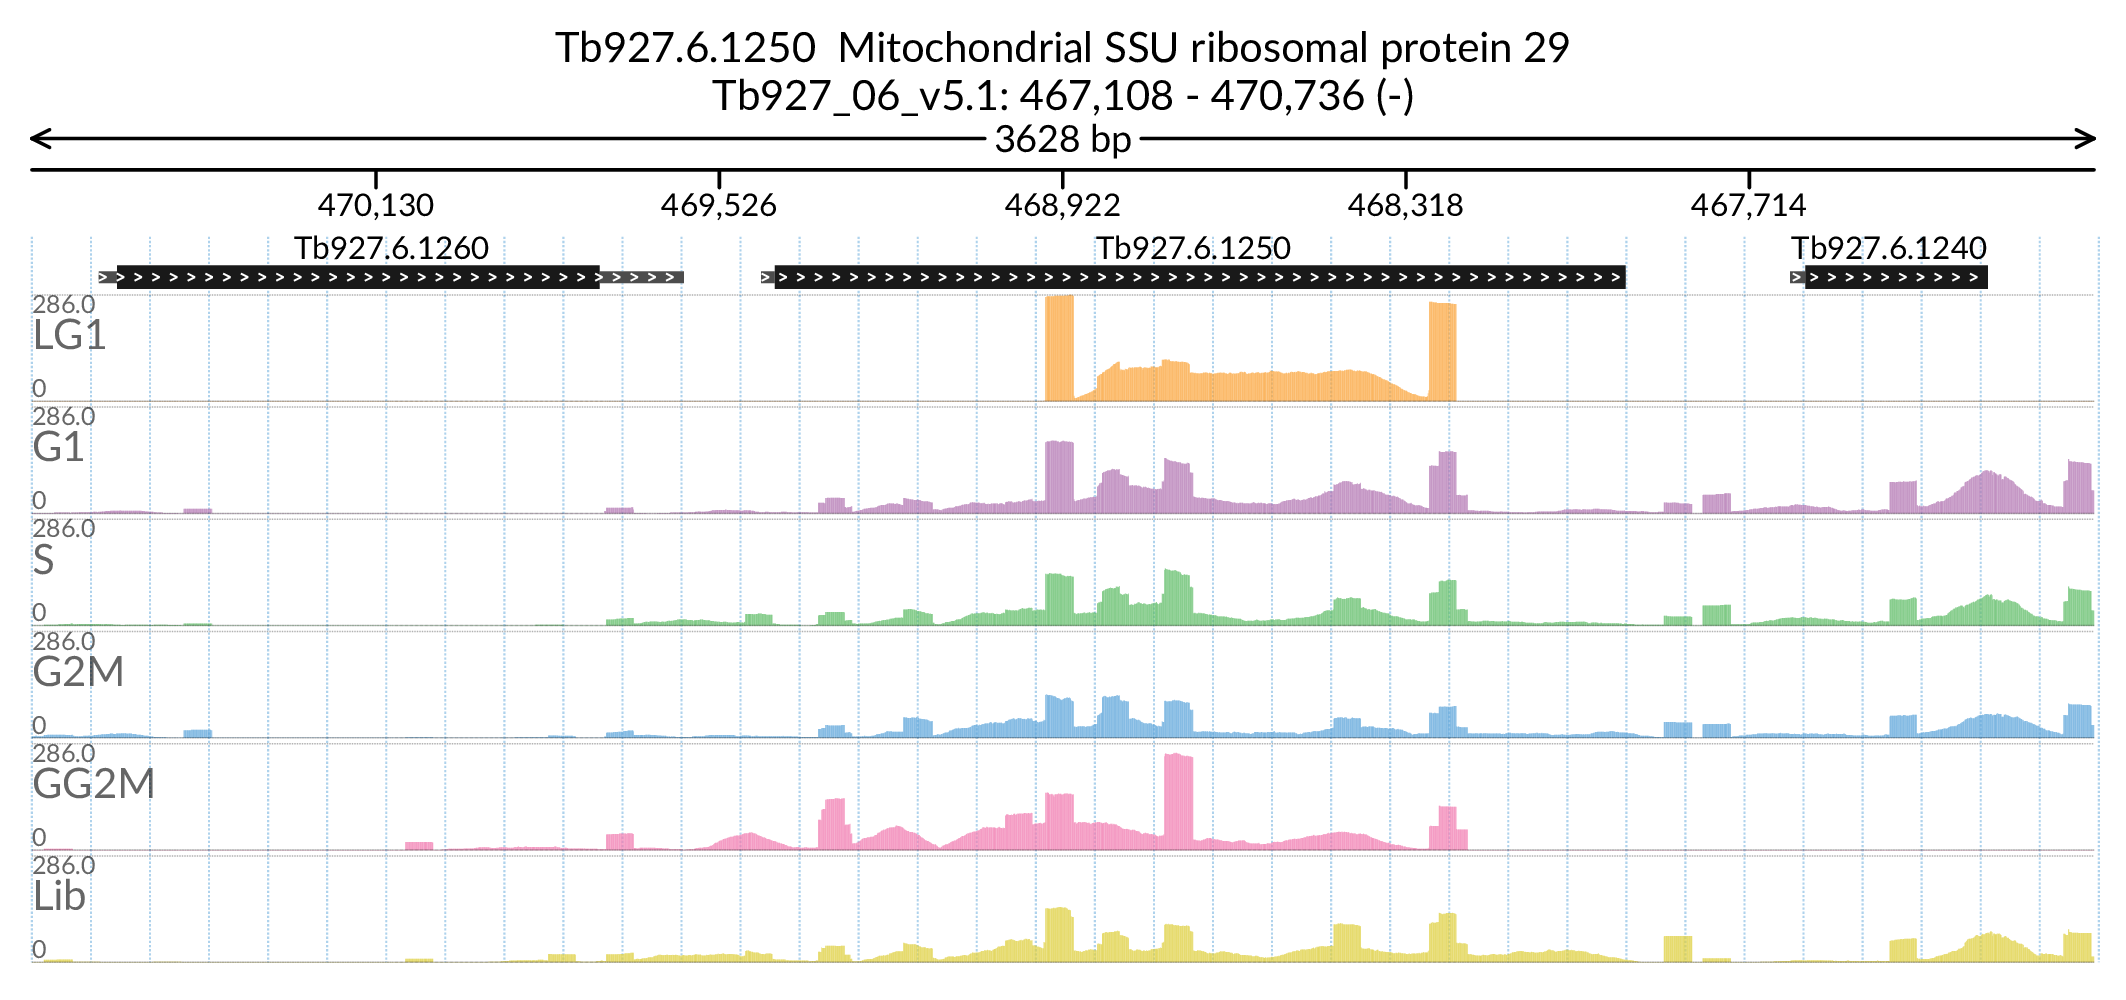 Tb927.6.1250  Mitochondrial SSU ribosomal protein 29
Tb927_06_v5.1: 467,108 - 470,736 (-)
3628 bp
470,130 469,526 468,922 468,318 467,714
Tb927.6.1260 Tb927.6.1250 Tb927.6.1240
286.0
LG1
0
286.0
G1
0
286.0
S
0
286.0
G2M
0
286.0
GG2M
0
286.0
Lib
0